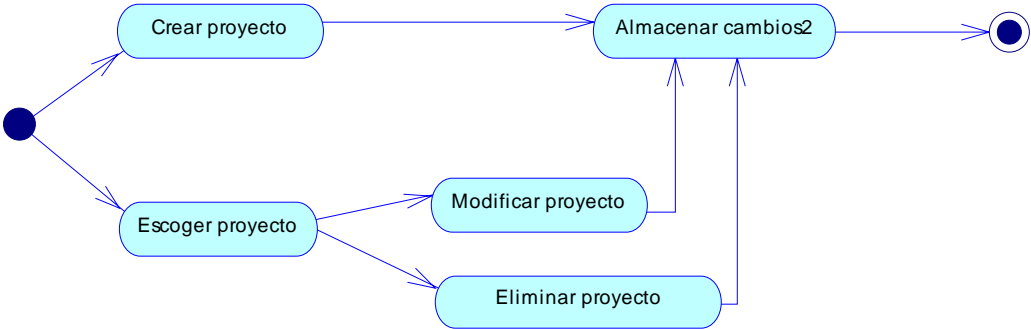 Crear proyecto
Almacenar cambios2
Escoger proyecto
Modificar proyecto
Eliminar proyecto